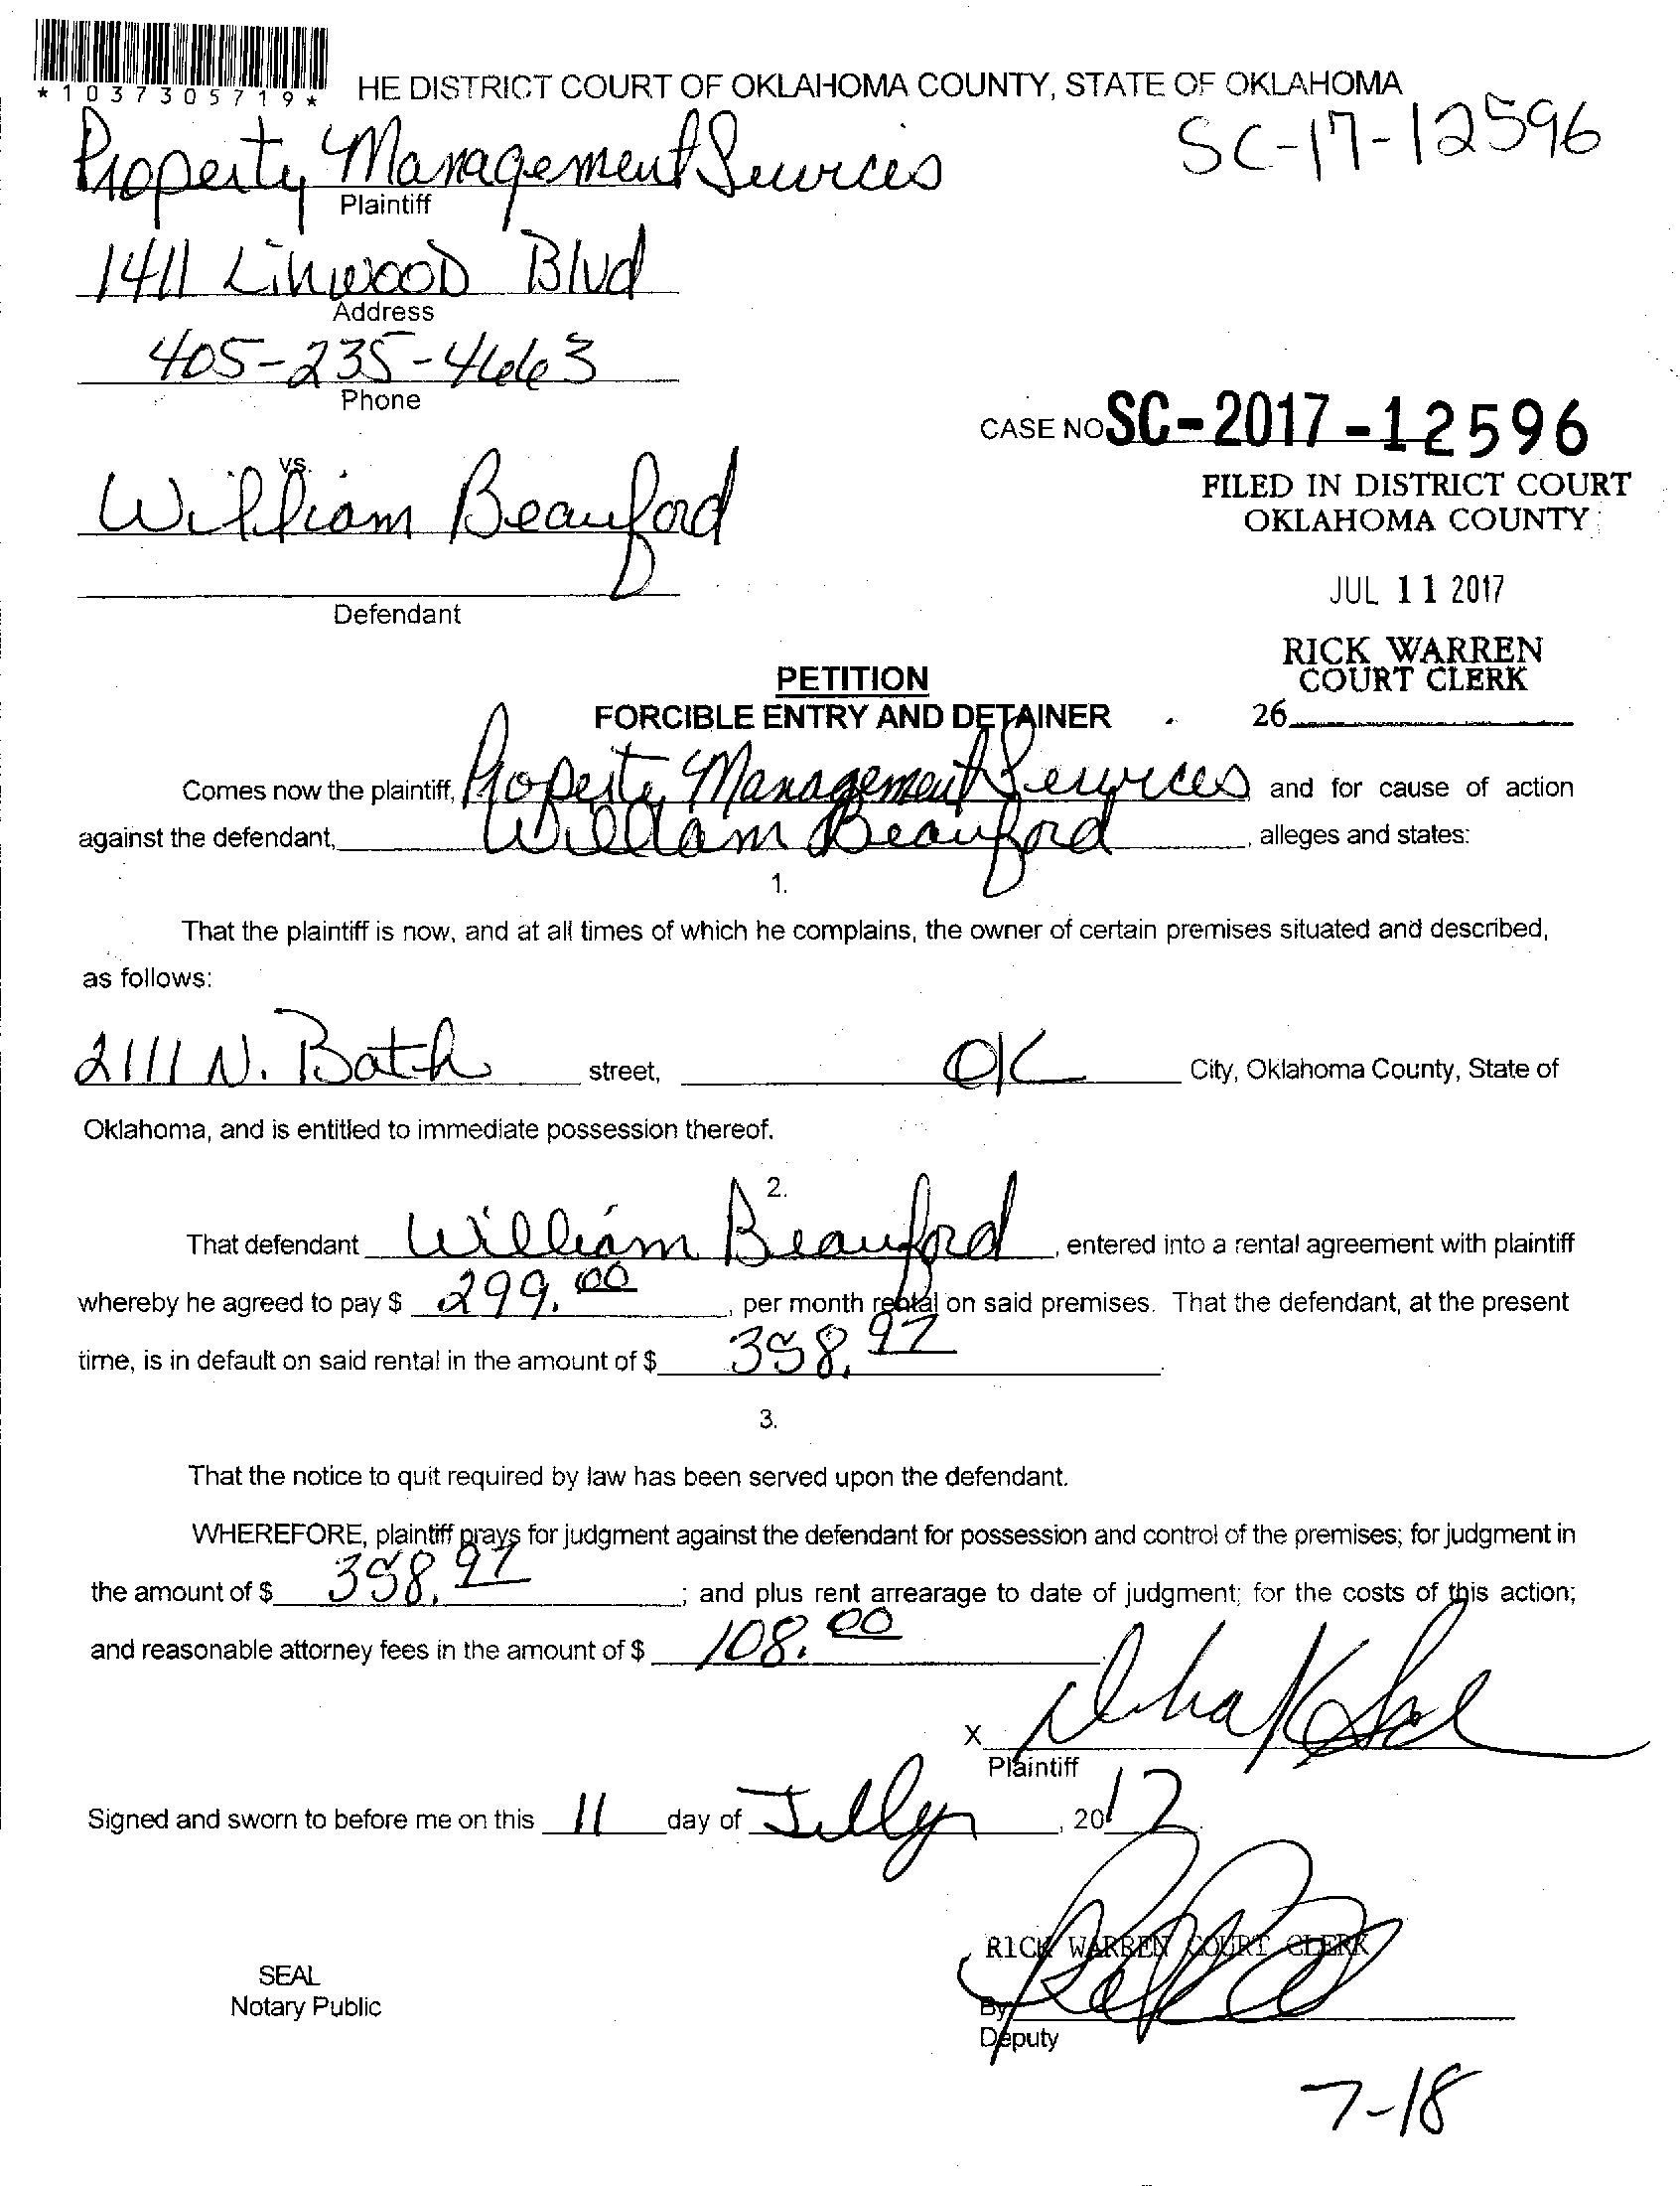 *1037305719*
HE DISTRICT COURT OF OKLAHOMA COUNTY, STATE OF OKLAHOMA
Property Management Services
SC-17-12596
Plaintiff
1411 Linwood Blvd
Address
405-235-4663
Phone
CASE NO SC-2017-12596
FILED IN DISTRICT COURT
OKLAHOMA COUNTY
vs.
William Beauford
JUL 11 2017
Defendant
RICK WARREN
COURT CLERK
26
PETITION
FORCIBLE ENTRY AND DETAINER
Comes now the plaintiff, Property Management Services and for cause of action
against the defendant, William Beauford, alleges and states:
1.
That the plaintiff is now, and at all times of which he complains, the owner of certain premises situated and described,
as follows:
2111 N. Bath street, OK City, Oklahoma County, State of
Oklahoma, and is entitled to immediate possession thereof.
2.
That defendant William Beauford, entered into a rental agreement with plaintiff
whereby he agreed to pay $ 299.00, per month rental on said premises. That the defendant, at the present
time, is in default on said rental in the amount of $ 358.97.
3.
That the notice to quit required by law has been served upon the defendant.
WHEREFORE, plaintiff prays for judgment against the defendant for possession and control of the premises; for judgment in
the amount of $ 358.97; and plus rent arrearage to date of judgment; for the costs of this action;
and reasonable attorney fees in the amount of $ 108.00.
X
Plaintiff
Signed and sworn to before me on this 11 day of July, 2017.
RICK WARREN COURT CLERK
SEAL
Notary Public
By
Deputy
7-18